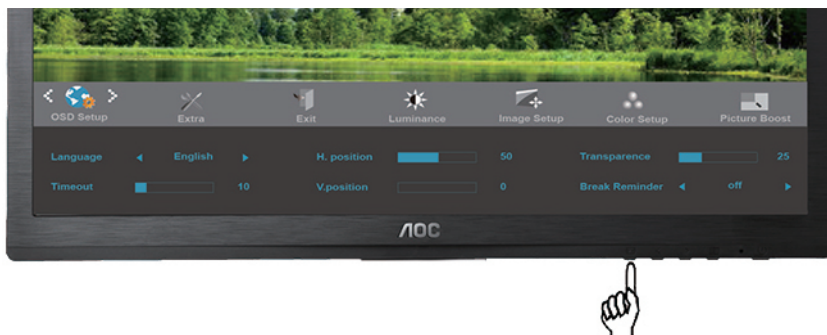 OSD Setup Extra Exit Luminance Image Setup Color Setup Picture Boost
Language English H. position 50 Transparence 25
Timeout 10 V.position 0 Break Reminder off
AOC